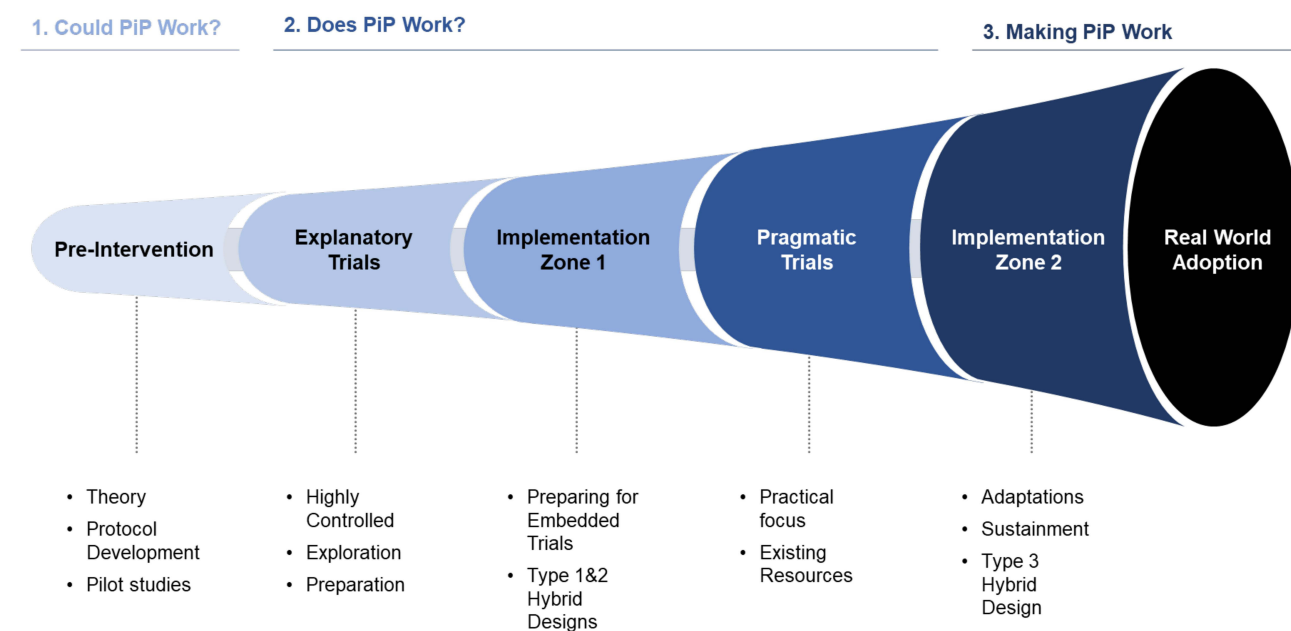 1. Could PiP Work?
2. Does PiP Work?
3. Making PiP Work
Pre-Intervention
Explanatory
Trials
Implementation
Zone 1
Pragmatic
Trials
Implementation
Zone 2
Real World
Adoption
• Theory
• Protocol
Development
• Pilot studies
• Highly
Controlled
• Exploration
• Preparation
• Preparing for
Embedded
Trials
• Type 1&2
Hybrid
Designs
• Practical
focus
• Existing
Resources
• Adaptations
• Sustainment
• Type 3
Hybrid
Design